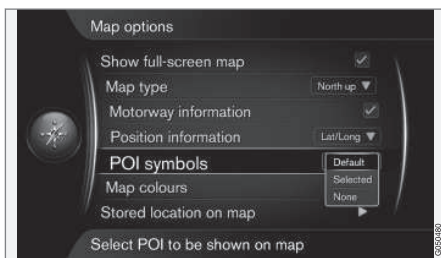 Map options
Show full-screen map
Map type North up
Motorway information
Position information Lat/Long
POI symbols Default
Selected
Map colours
None
Stored location on map
Select POI to be shown on map
G050480